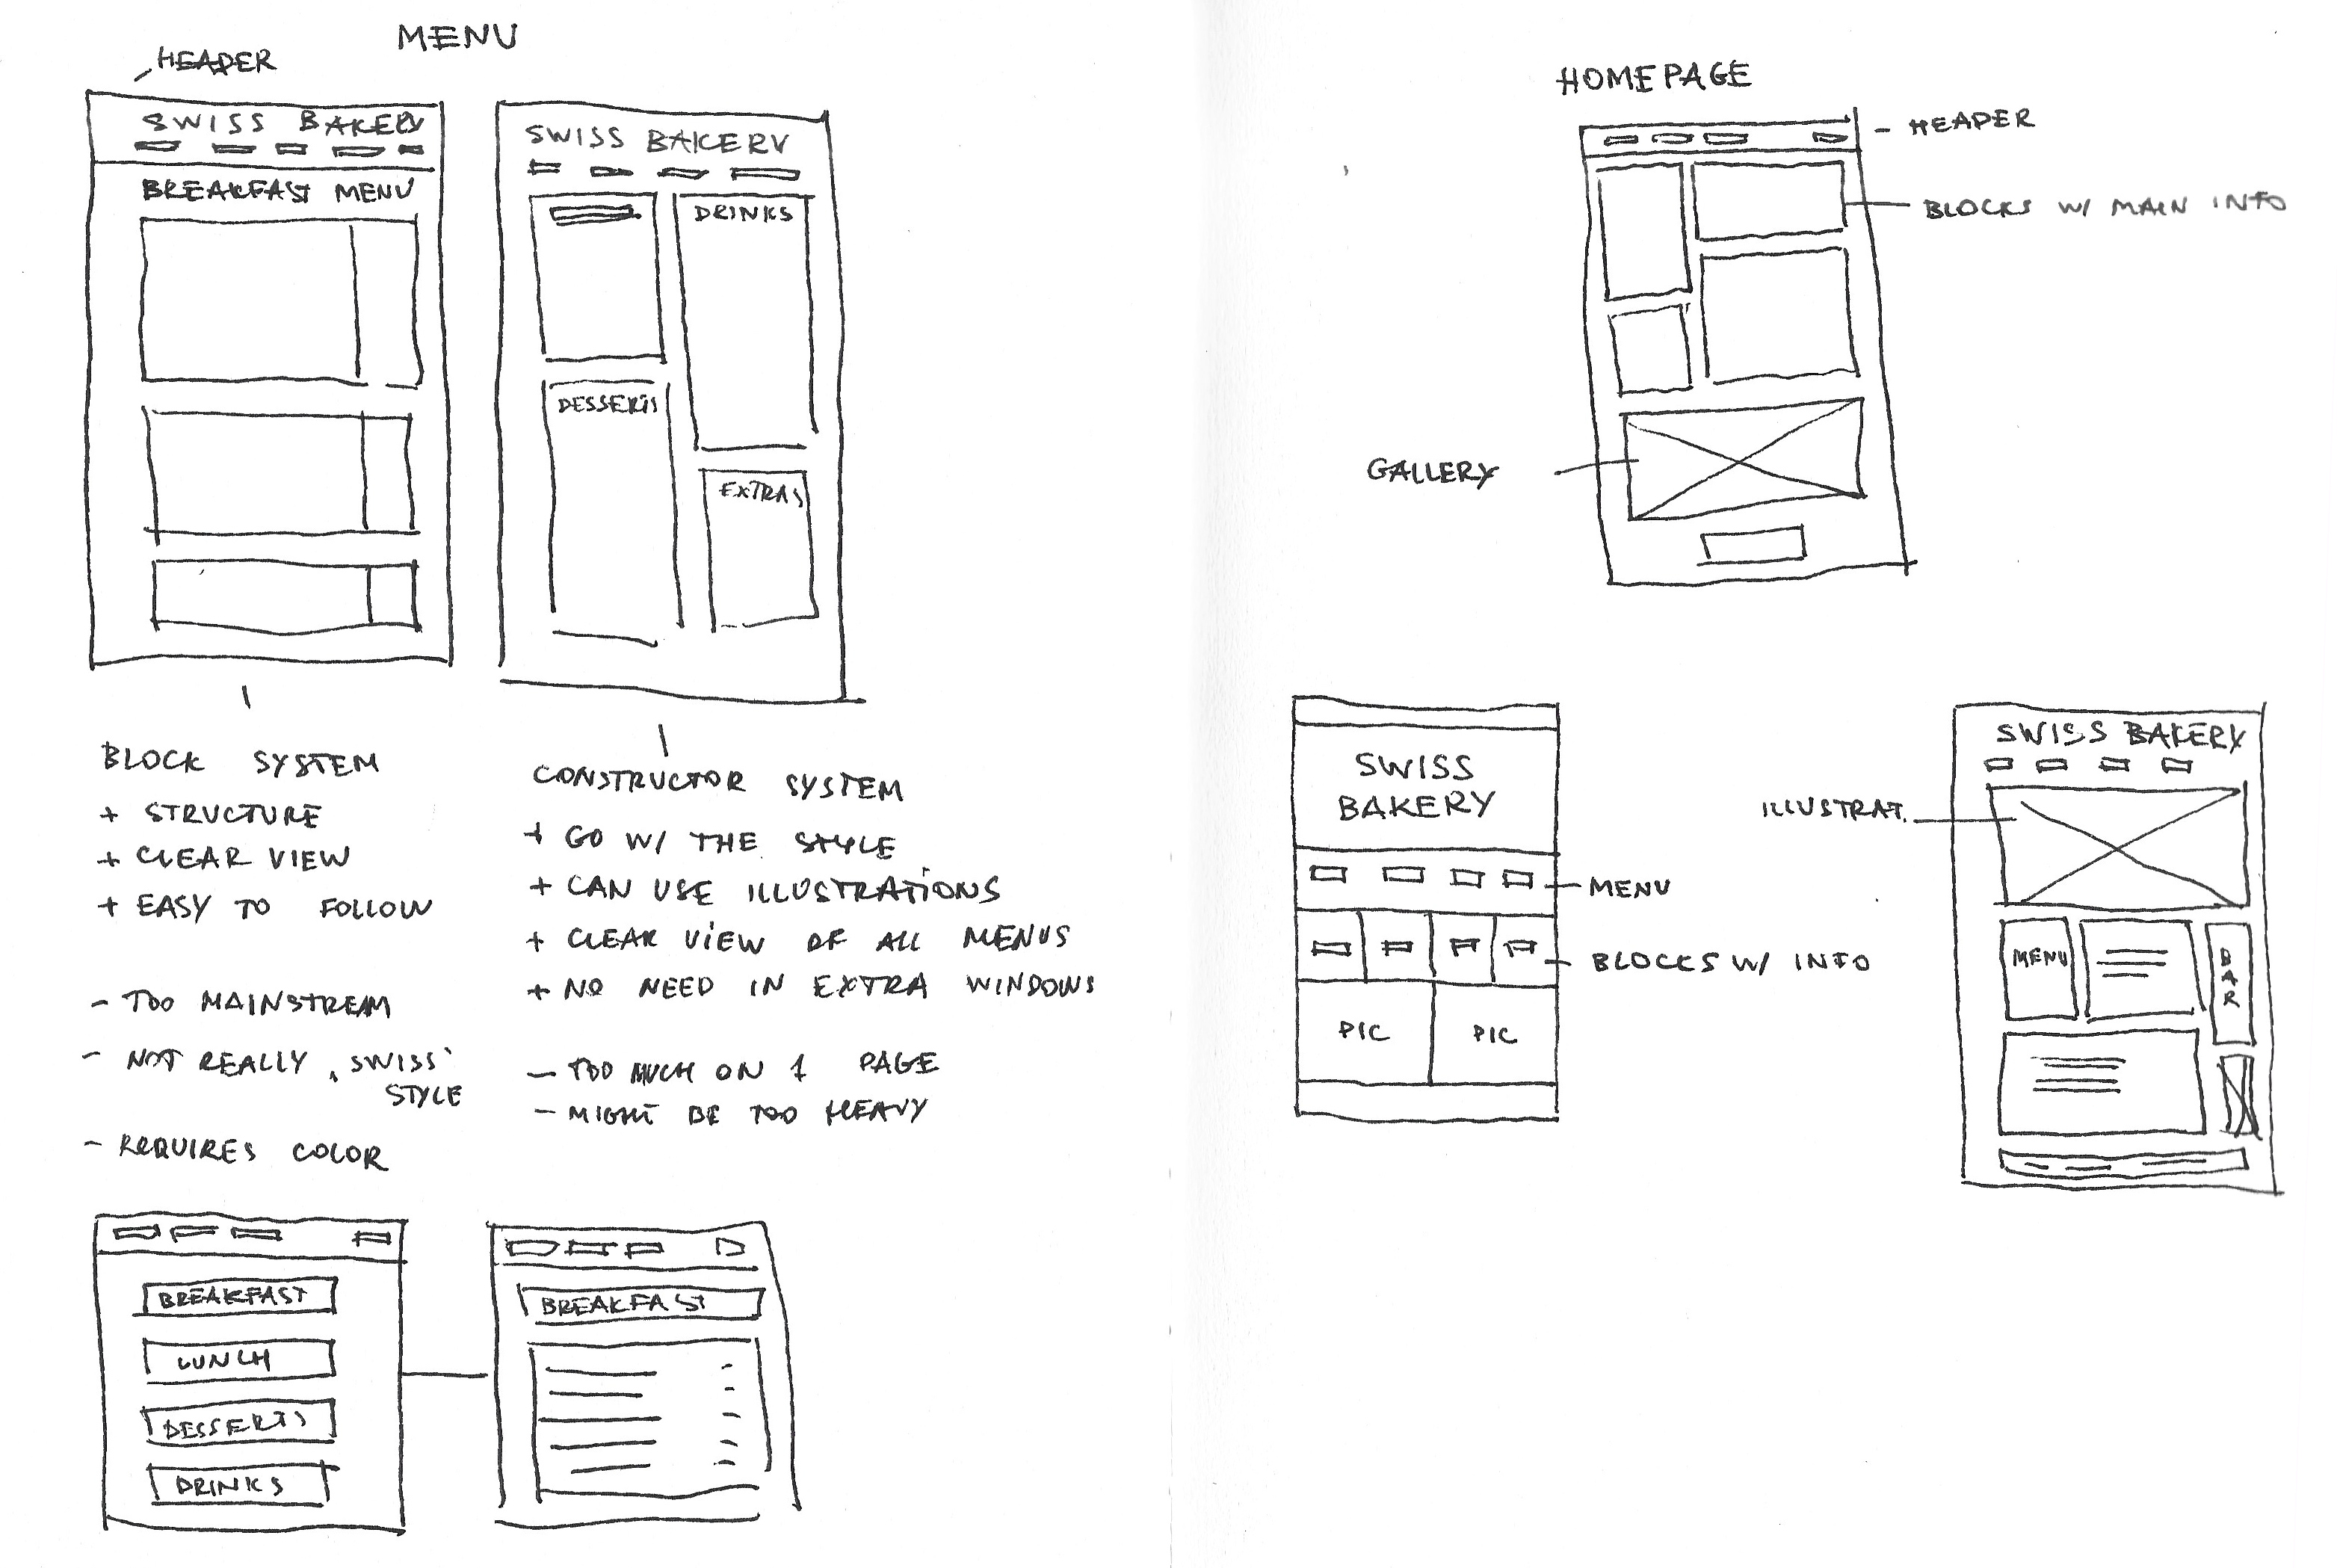 MENU
HEADER
SWISS BAKERY
BREAKFAST MENU
SWISS BAKERY
DRINKS
DESSERTS
EXTRAS
BLOCK SYSTEM
+ STRUCTURE
+ CLEAR VIEW
+ EASY TO FOLLOW
- TOO MAINSTREAM
- NOT REALLY "SWISS"
STYLE
- REQUIRES COLOR
CONSTRUCTOR SYSTEM
+ GO W/ THE STYLE
+ CAN USE ILLUSTRATIONS
+ CLEAR VIEW OF ALL MENUS
+ NO NEED IN EXTRA WINDOWS
- TOO MUCH ON 1 PAGE
- MIGHT BE TOO HEAVY
BREAKFAST
LUNCH
DESSERTS
DRINKS
BREAKFAST
HOMEPAGE
- HEADER
BLOCKS W/ MAIN INFO
GALLERY
SWISS
BAKERY
MENU
BLOCKS W/ INFO
PIC PIC
SWISS BAKERY
ILLUSTRAT.
MENU
BAR